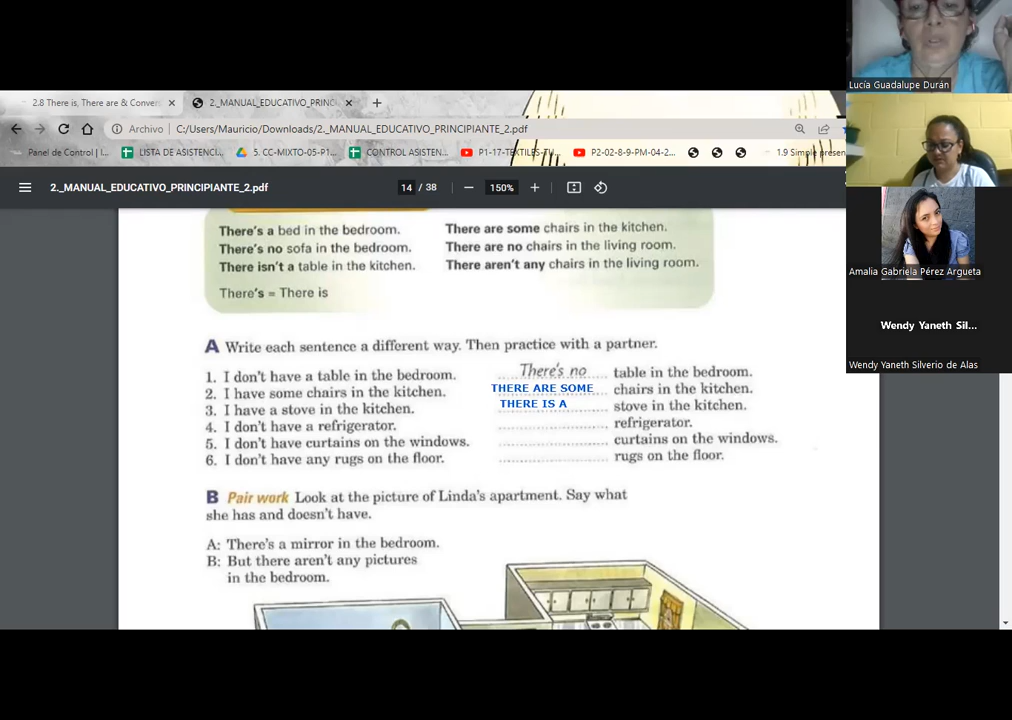 Lucía Guadalupe Durán
2.8 There is, There are & Conver
2._MANUAL_EDUCATIVO_PRINC
Archivo C:/Users/Mauricio/Downloads/2._MANUAL_EDUCATIVO_PRINCIPIANTE_2.pdf
Panel de Control | I... LISTA DE ASISTENCI... 5. CC-MIXTO-05-P1... CONTROL ASISTEN... P1-17-TEXTILES-TU... P2-02-8-9-PM-04-2... 1.9 Simple presen
2._MANUAL_EDUCATIVO_PRINCIPIANTE_2.pdf 14 / 38 150%
There's a bed in the bedroom. There are some chairs in the kitchen.
There's no sofa in the bedroom. There are no chairs in the living room.
There isn't a table in the kitchen. There aren't any chairs in the living room.
There's = There is
A Write each sentence a different way. Then practice with a partner.
1. I don't have a table in the bedroom. There's no table in the bedroom.
2. I have some chairs in the kitchen. THERE ARE SOME chairs in the kitchen.
3. I have a stove in the kitchen. THERE IS A stove in the kitchen.
4. I don't have a refrigerator. refrigerator.
5. I don't have curtains on the windows. curtains on the windows.
6. I don't have any rugs on the floor. rugs on the floor.
B Pair work Look at the picture of Linda's apartment. Say what
she has and doesn't have.
A: There's a mirror in the bedroom.
B: But there aren't any pictures
in the bedroom.
Amalia Gabriela Pérez Argueta
Wendy Yaneth Sil...
Wendy Yaneth Silverio de Alas